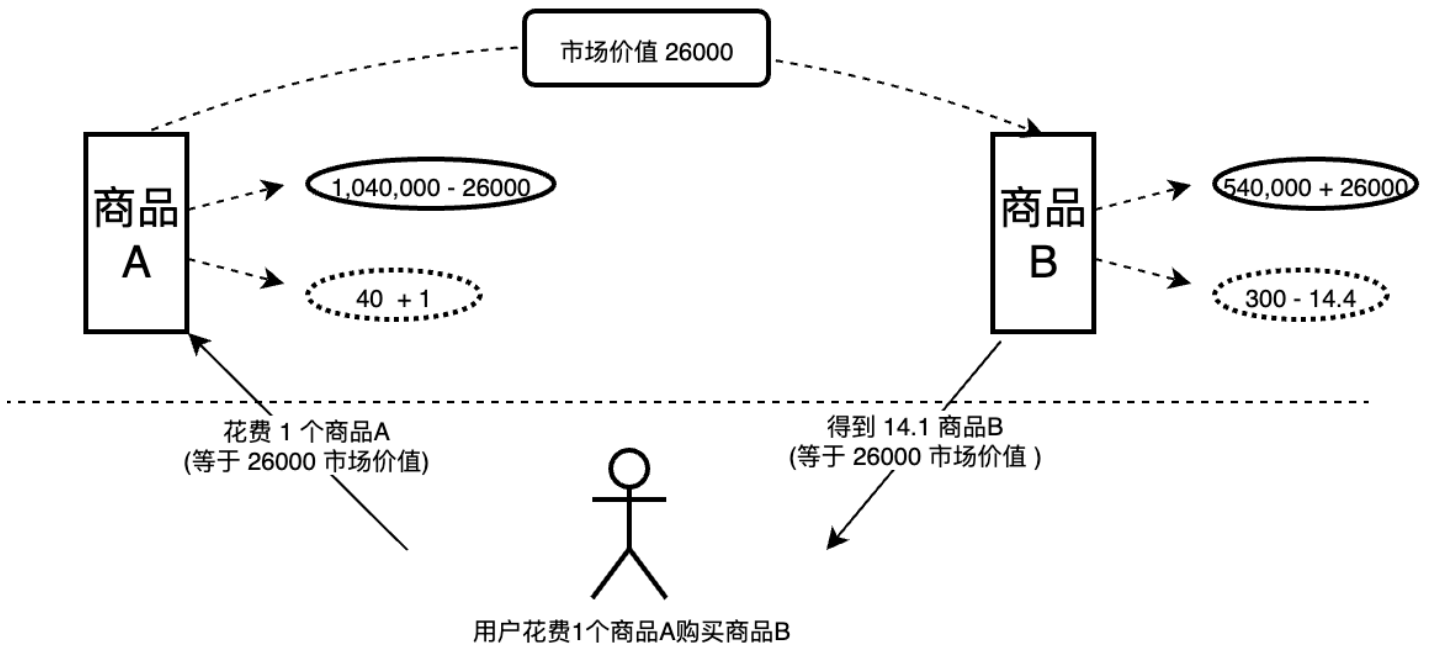 市场价值 26000
商品
A
1,040,000 - 26000
40 + 1
商品
B
540,000 + 26000
300 - 14.4
花费 1 个商品A
(等于 26000 市场价值)
得到 14.1 商品B
(等于 26000 市场价值 )
用户花费1个商品A购买商品B